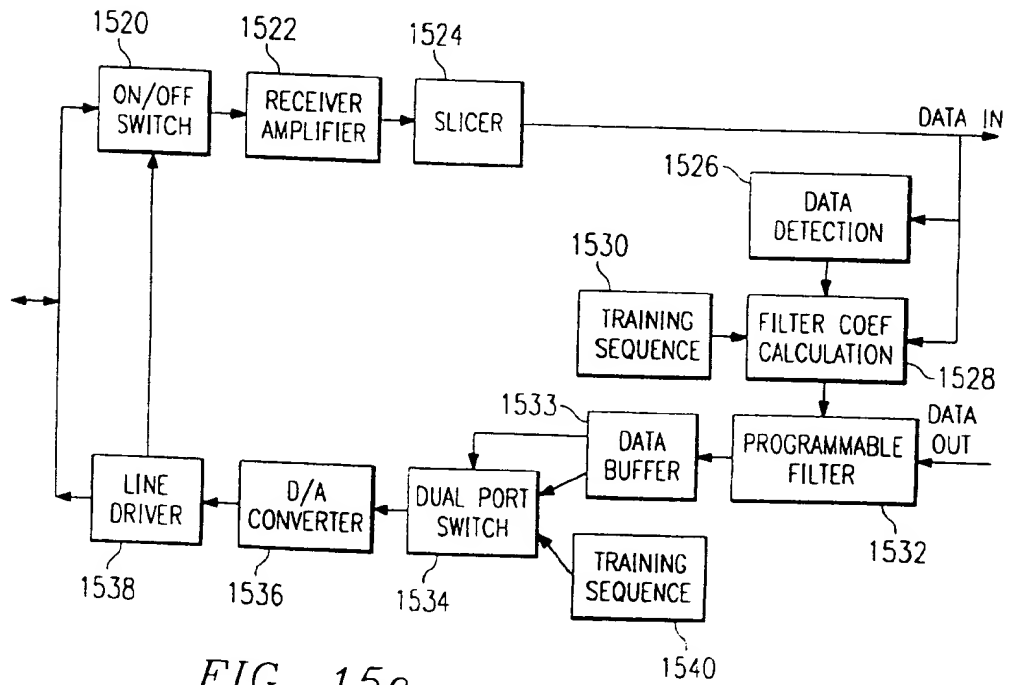 1520
1522
1524
ON/OFF
SWITCH
RECEIVER
AMPLIFIER
SLICER
DATA IN
1526
DATA
DETECTION
1530
TRAINING
SEQUENCE
FILTER COEF
CALCULATION
1528
1533
DATA
BUFFER
PROGRAMMABLE
FILTER
DATA
OUT
1532
LINE
DRIVER
D/A
CONVERTER
DUAL PORT
SWITCH
1538
1536
1534
TRAINING
SEQUENCE
1540
FIG.